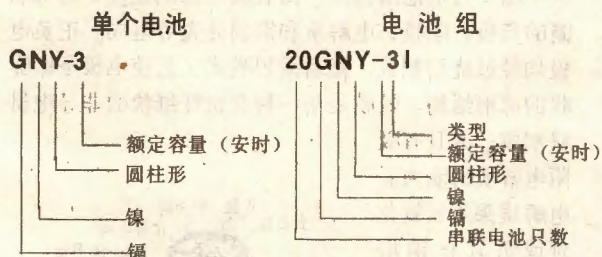 单个电池
电池组
GNY-3
20GNY-3I
额定容量（安时）
圆柱形
镍
镉
类型
额定容量（安时）
圆柱形
镍
镉
串联电池只数